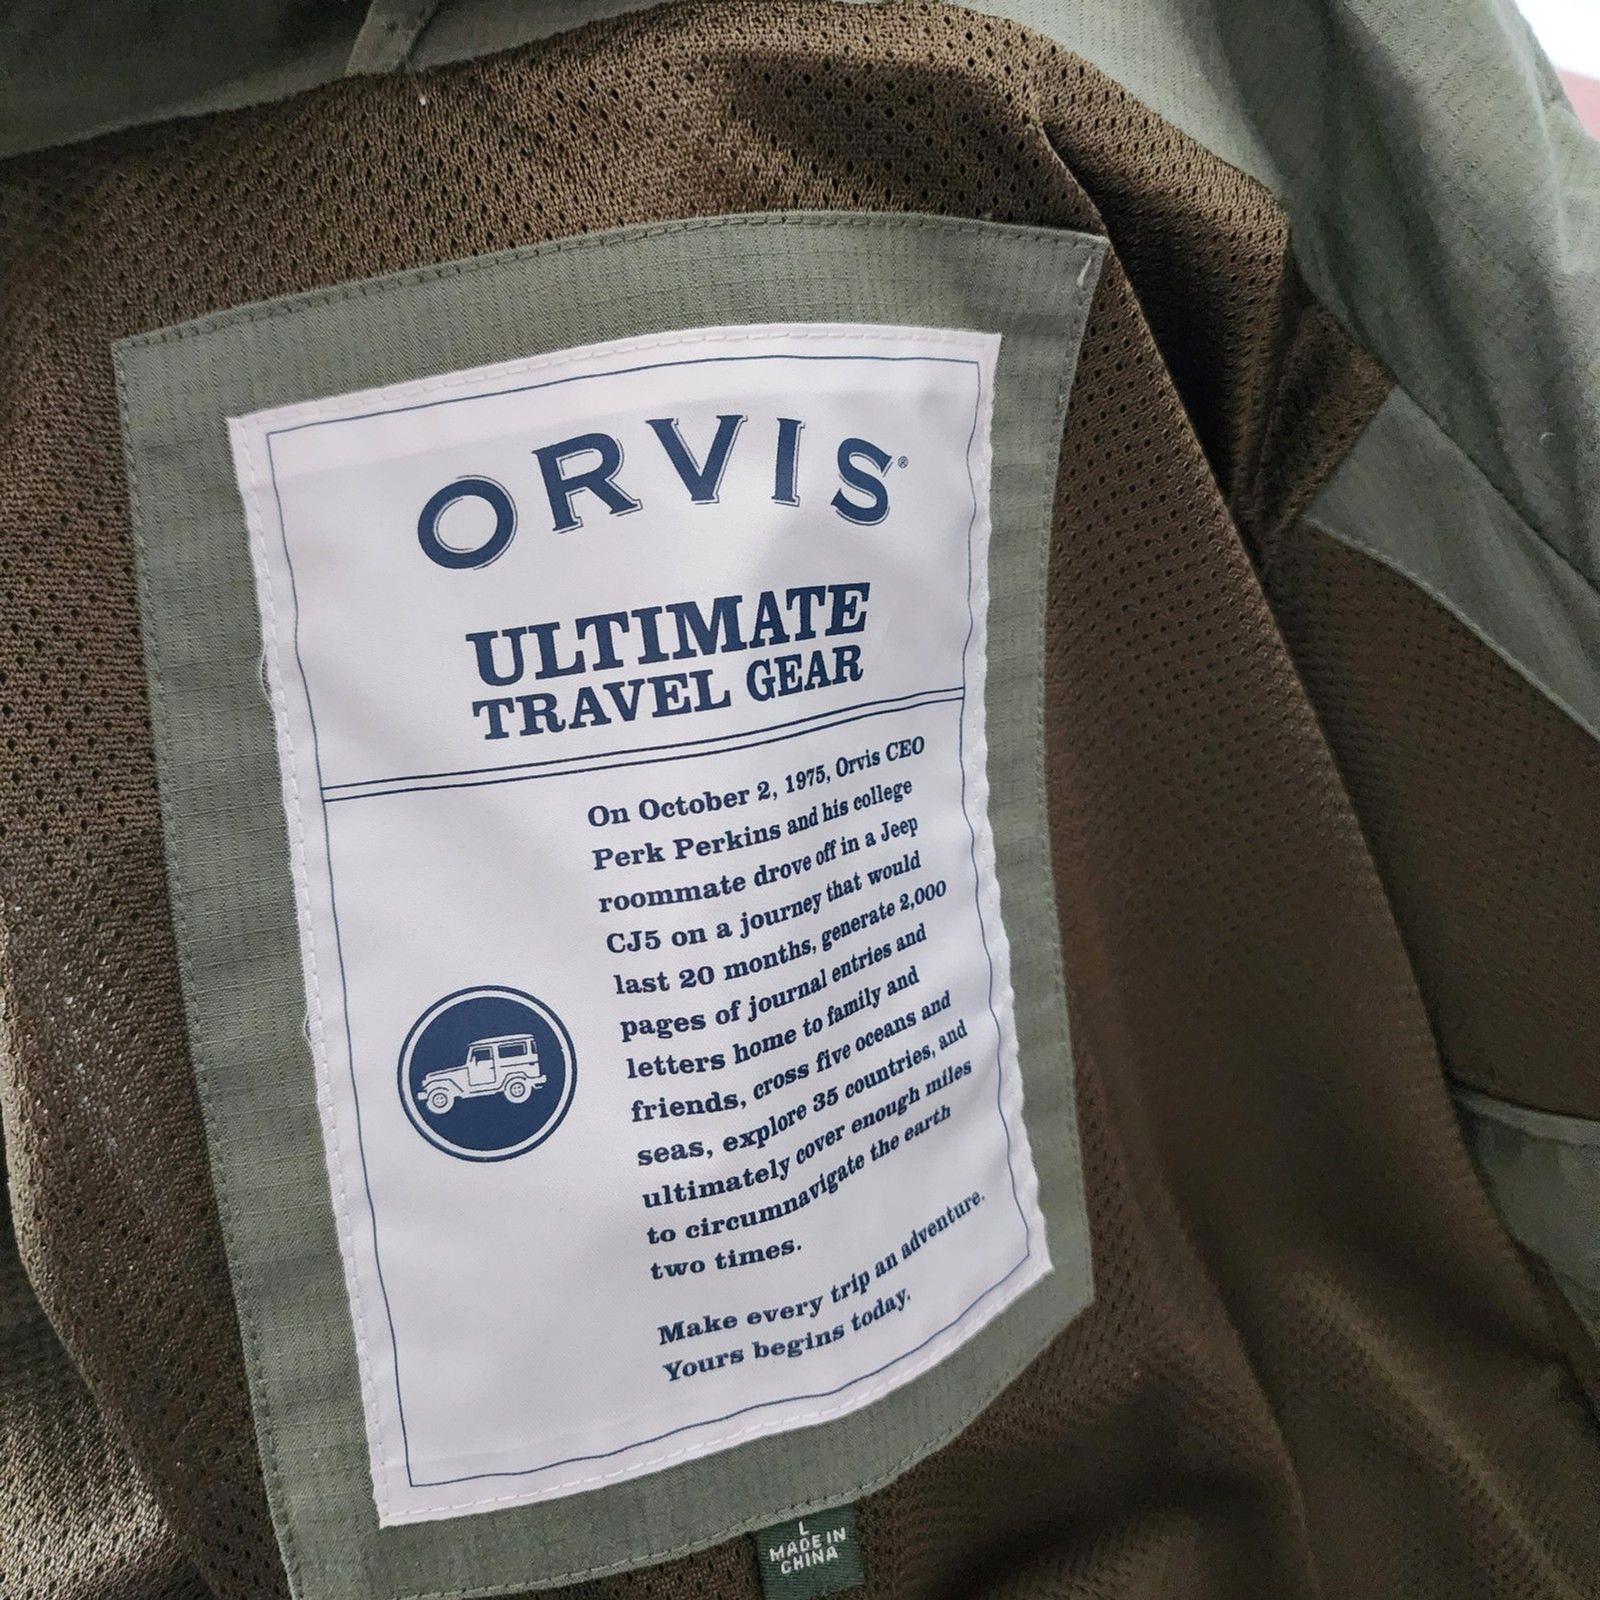 ORVIS®
ULTIMATE
TRAVEL GEAR
On October 2, 1975, Orvis CEO
Perk Perkins and his college
roommate drove off in a Jeep
CJ5 on a journey that would
last 20 months, generate 2,000
pages of journal entries and
letters home to family and
friends, cross five oceans and
seas, explore 35 countries, and
ultimately cover enough miles
to circumnavigate the earth
two times.
Make every trip an adventure.
Yours begins today.
L
MADE IN
CHINA